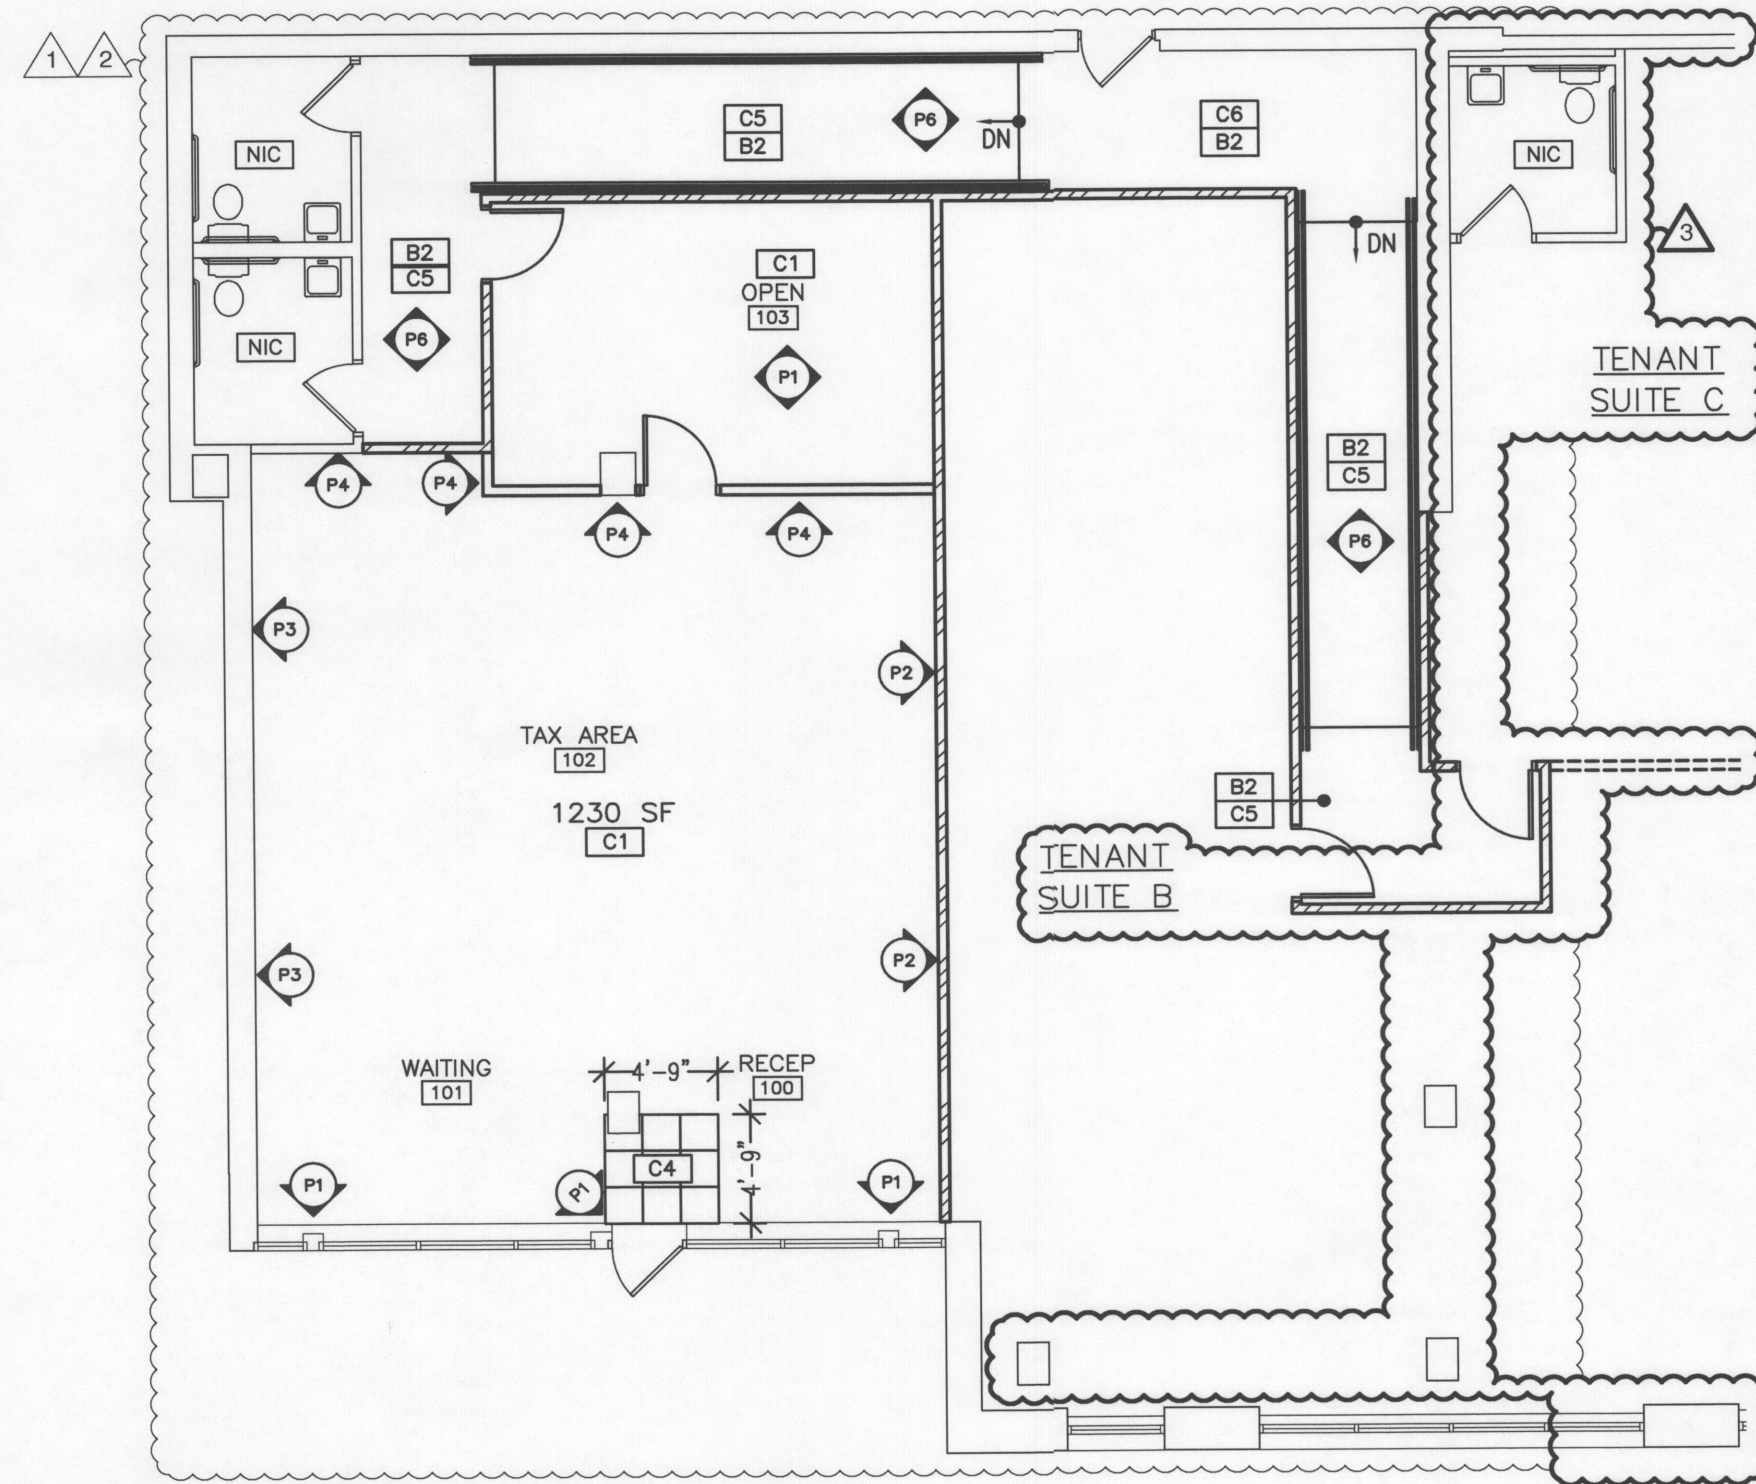 1 2
NIC
C5
B2
P6
DN
C6
B2
NIC
3
B2
C5
P6
NIC
C1
OPEN
103
P1
DN
TENANT
SUITE C
P4
P4
P4
P4
B2
C5
P6
P3
P2
TAX AREA
102
1230 SF
C1
B2
C5
TENANT
SUITE B
P3
P2
WAITING
101
4'-9"
RECEP
100
4'-9"
C4
P1
P1
P1